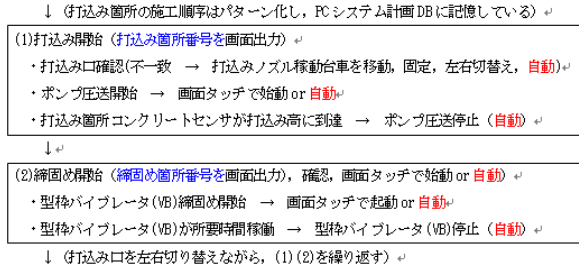 ↓（打込み箇所の施工順序はパターン化し，PCシステム計画DBに記憶している）
(1)打込み開始（打込み箇所番号を画面出力）
・打込み口確認(不一致 → 打込みノズル稼動台車を移動，固定，左右切替え，自動)
・ポンプ圧送開始 → 画面タッチで始動or自動
・打込み箇所コンクリートセンサが打込み高に到達 → ポンプ圧送停止（自動）
↓
(2)締固め開始（締固め箇所番号を画面出力），確認，画面タッチで始動or自動）
・型枠バイブレータ(VB)締固め開始 → 画面タッチで起動or自動
・型枠バイブレータ(VB)が所要時間稼働 → 型枠バイブレータ(VB)停止（自動）
↓（打込み口を左右切り替えながら，(1)(2)を繰り返す）